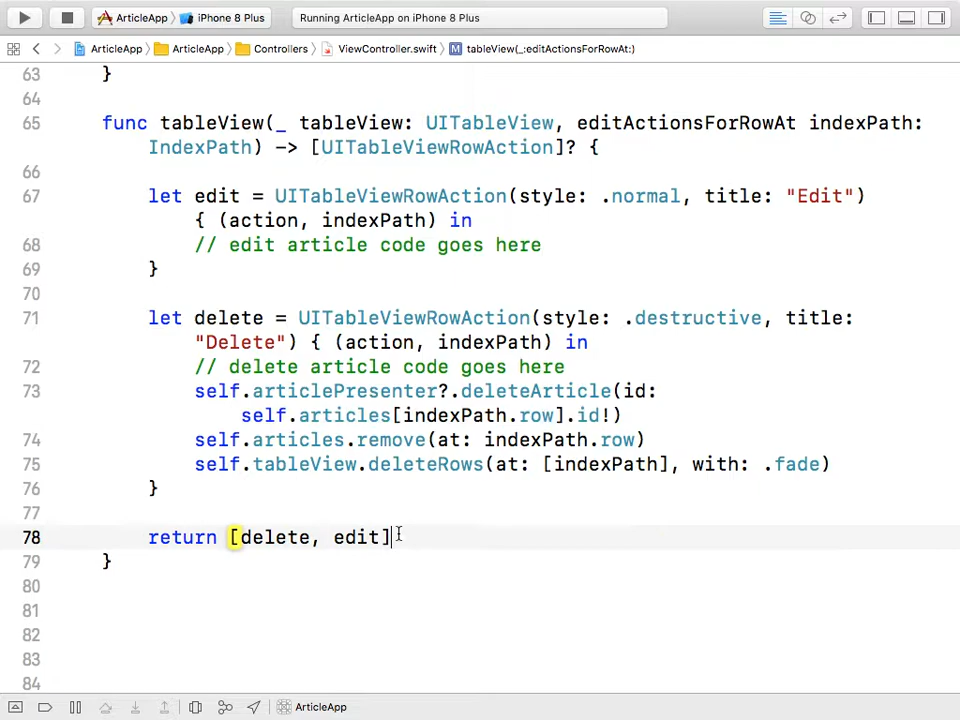 ArticleApp iPhone 8 Plus Running ArticleApp on iPhone 8 Plus
ArticleApp ArticleApp Controllers ViewController.swift M tableView(_:editActionsForRowAt:)
63 }
64
65 func tableView(_ tableView: UITableView, editActionsForRowAt indexPath:
IndexPath) -> [UITableViewRowAction]? {
66
67 let edit = UITableViewRowAction(style: .normal, title: "Edit")
{ (action, indexPath) in
68 // edit article code goes here
69 }
70
71 let delete = UITableViewRowAction(style: .destructive, title:
"Delete") { (action, indexPath) in
72 // delete article code goes here
73 self.articlePresenter?.deleteArticle(id:
self.articles[indexPath.row].id!)
74 self.articles.remove(at: indexPath.row)
75 self.tableView.deleteRows(at: [indexPath], with: .fade)
76 }
77
78 return [delete, edit]
79 }
80
81
82
83
84
ArticleApp